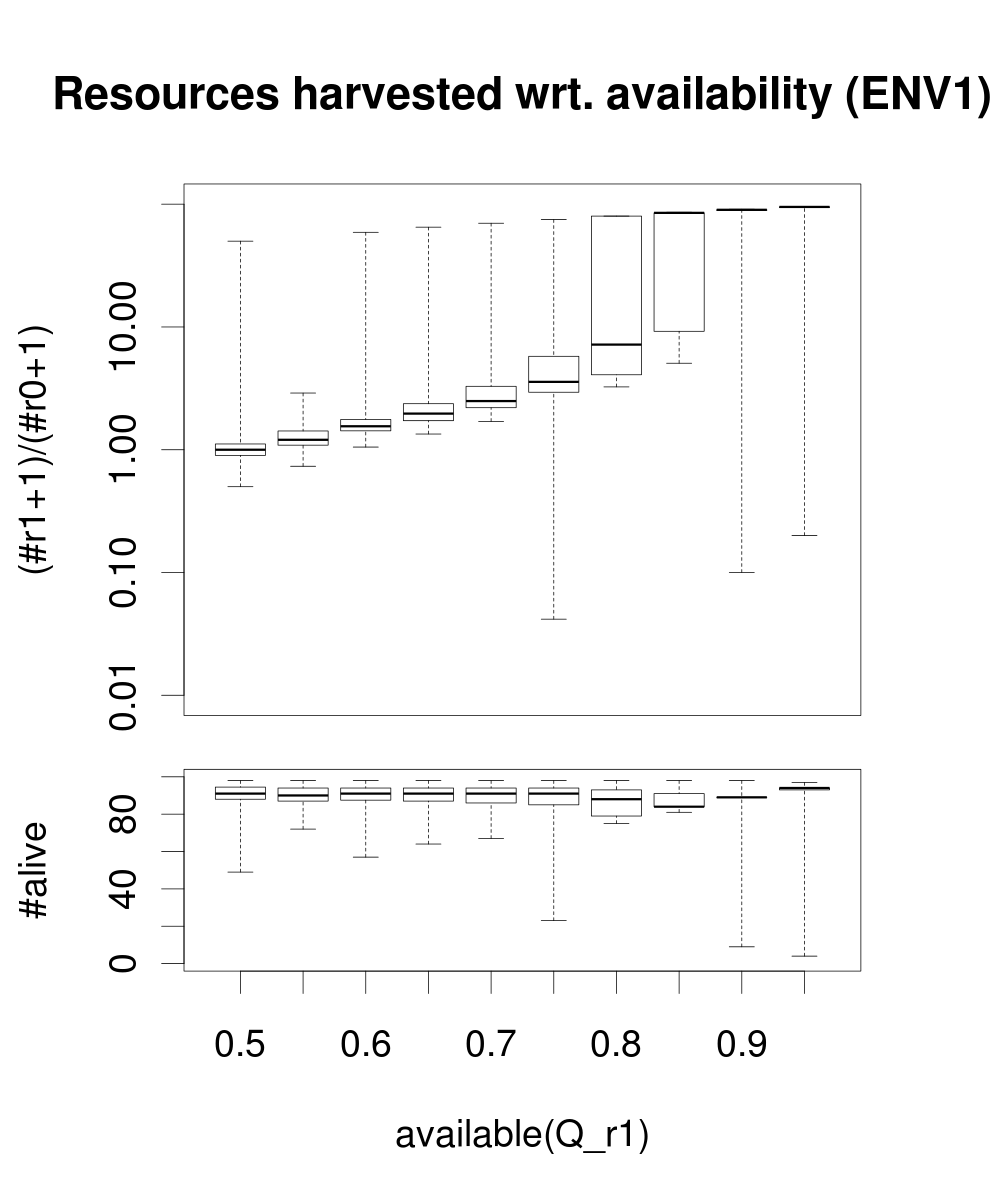 Resources harvested wrt. availability (ENV1)
(#r1+1)/(#r0+1)
10.00
1.00
0.10
0.01
#alive
80
40
0
0.5 0.6 0.7 0.8 0.9
available(Q_r1)